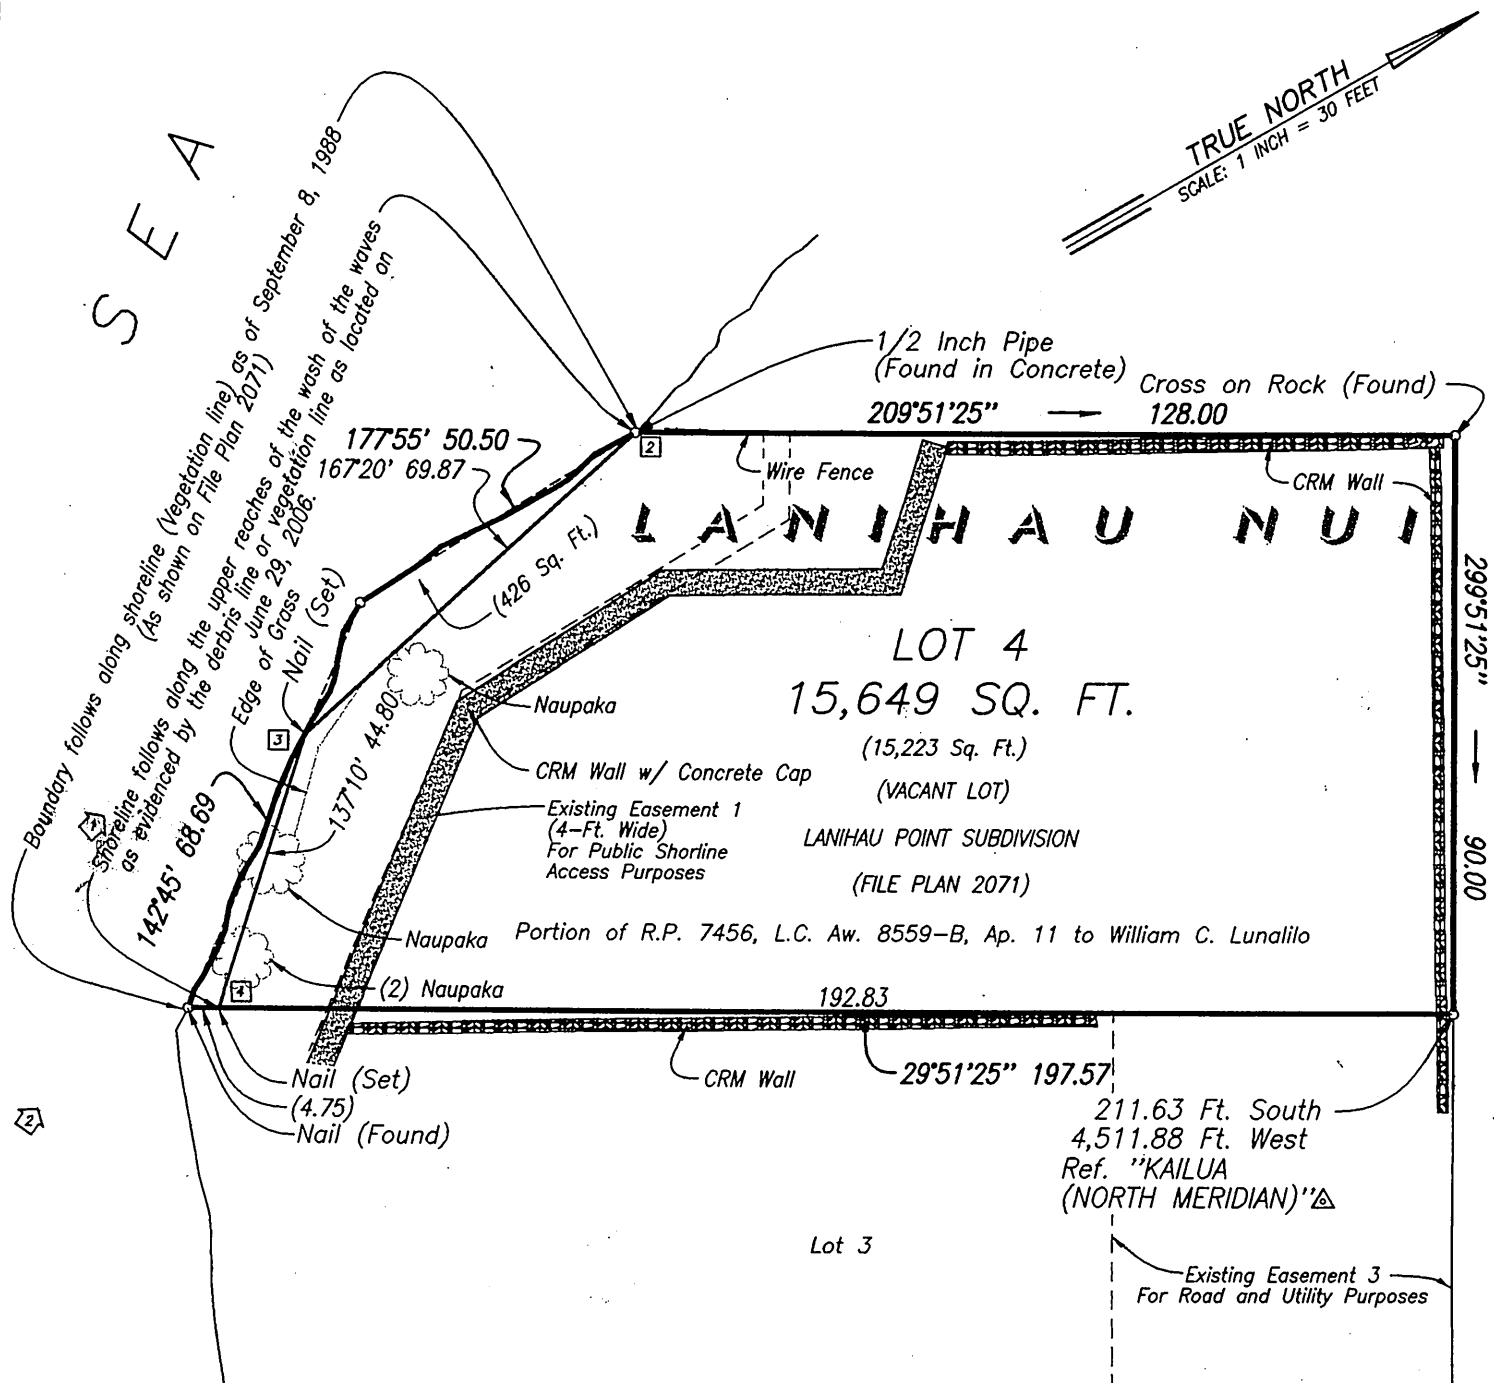 S E A
TRUE NORTH
SCALE: 1 INCH = 30 FEET
Boundary follows along shoreline (Vegetation line) as of September 8, 1988
(As shown on File Plan 2071)
Shoreline follows along the upper reaches of the wash of the waves
as evidenced by the derbris line or vegetation line as located on
June 29, 2006.
Edge of Grass
Nail (Set)
1/2 Inch Pipe
(Found in Concrete)
Cross on Rock (Found)
209°51'25" 128.00
177°55' 50.50
167°20' 69.87
2
Wire Fence
CRM Wall
LANIHAU NUI
(426 Sq. Ft.)
299°51'25"
90.00
LOT 4
15,649 SQ. FT.
(15,223 Sq. Ft.)
(VACANT LOT)
LANIHAU POINT SUBDIVISION
(FILE PLAN 2071)
Portion of R.P. 7456, L.C. Aw. 8559-B, Ap. 11 to William C. Lunalilo
Naupaka
3
137°10' 44.80
CRM Wall w/ Concrete Cap
Existing Easement 1
(4-Ft. Wide)
For Public Shorline
Access Purposes
1
142°45' 68.69
Naupaka
(2) Naupaka
4
192.83
Nail (Set)
(4.75)
Nail (Found)
CRM Wall
29°51'25" 197.57
2
211.63 Ft. South
4,511.88 Ft. West
Ref. "KAILUA
(NORTH MERIDIAN)"
Lot 3
Existing Easement 3
For Road and Utility Purposes